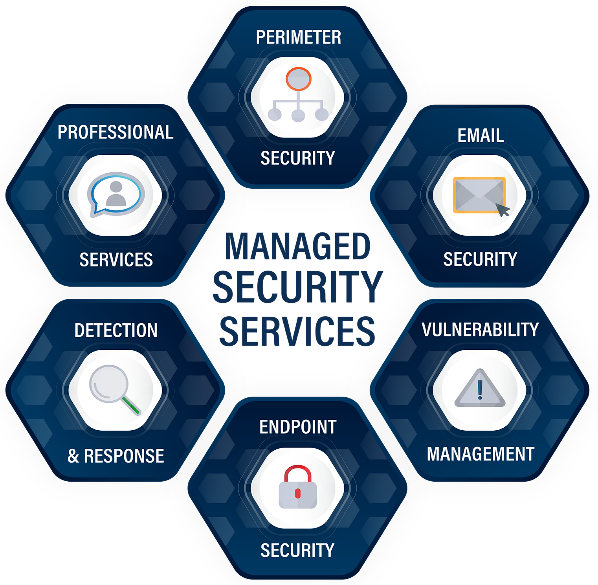 PERIMETER
SECURITY
EMAIL
SECURITY
VULNERABILITY
MANAGEMENT
ENDPOINT
SECURITY
DETECTION
& RESPONSE
PROFESSIONAL
SERVICES
MANAGED
SECURITY
SERVICES